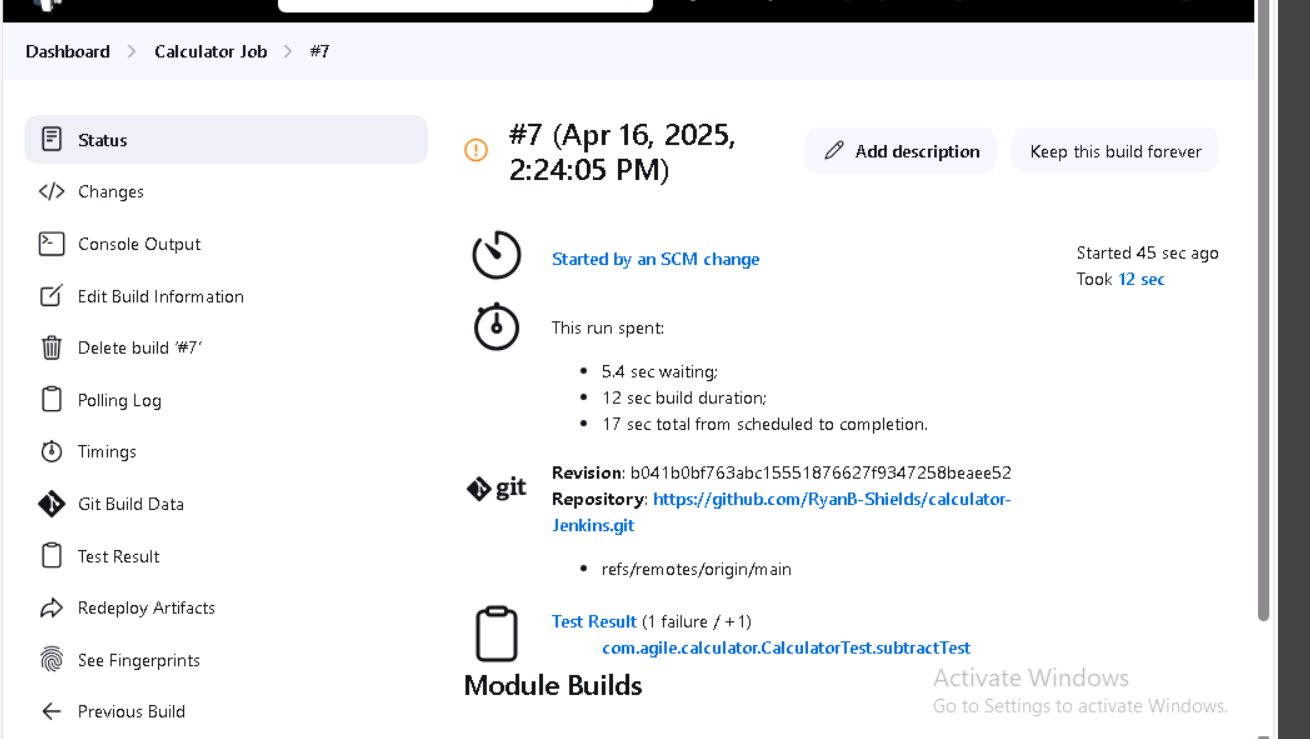 Dashboard > Calculator Job > #7
Status
Changes
Console Output
Edit Build Information
Delete build '#7'
Polling Log
Timings
Git Build Data
Test Result
Redeploy Artifacts
See Fingerprints
Previous Build
#7 (Apr 16, 2025,
2:24:05 PM)
Add description
Keep this build forever
Started by an SCM change
Started 45 sec ago
Took 12 sec
This run spent:
• 5.4 sec waiting;
• 12 sec build duration;
• 17 sec total from scheduled to completion.
git
Revision: b041b0bf763abc15551876627f9347258beaee52
Repository: https://github.com/RyanB-Shields/calculator-
Jenkins.git
• refs/remotes/origin/main
Test Result (1 failure / +1)
com.agile.calculator.CalculatorTest.subtractTest
Module Builds
Activate Windows
Go to Settings to activate Windows.